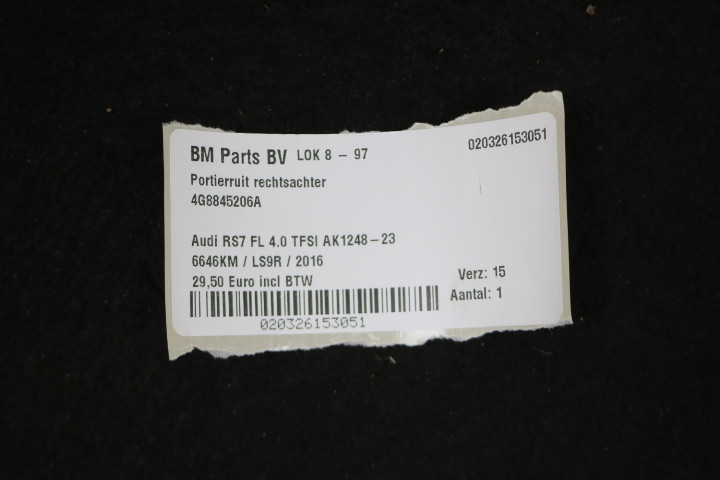 BM Parts BV LOK 8 - 97
020326153051
Portierruit rechtsachter
4G8845206A
Audi RS7 FL 4.0 TFSI AK1248-23
6646KM / LS9R / 2016
29,50 Euro incl BTW
Verz: 15
Aantal: 1
020326153051